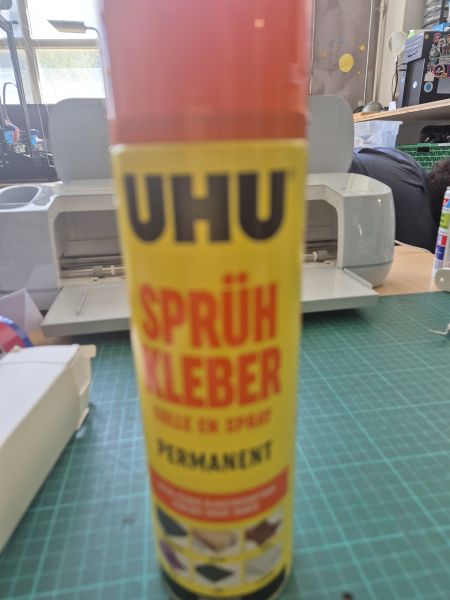 UHU
SPRÜH
KLEBER
COLLE EN SPRAY
PERMANENT